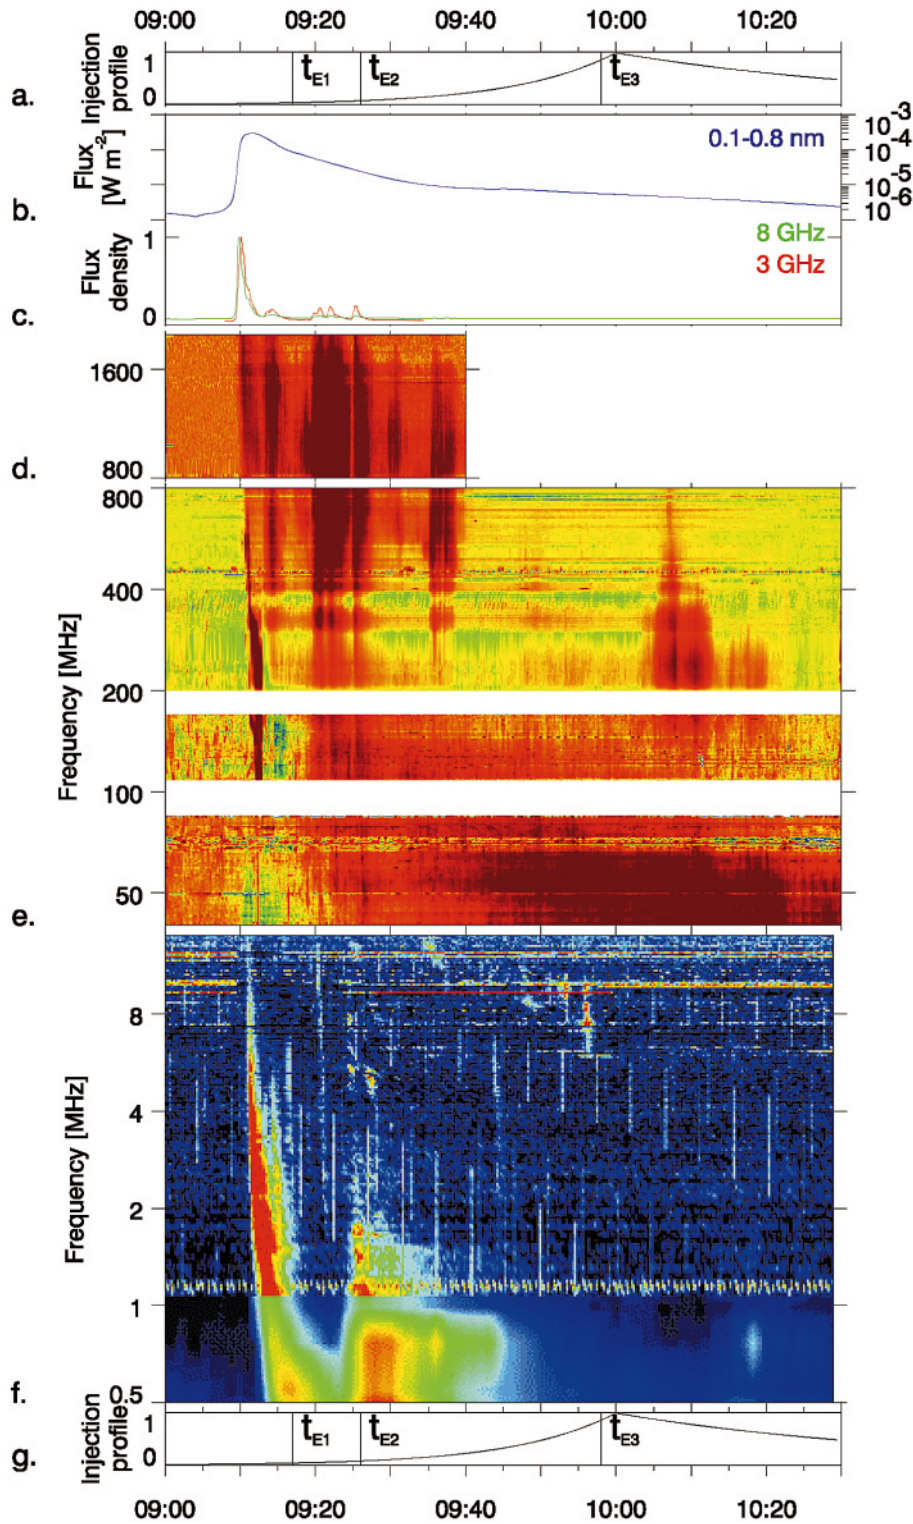 09:00 09:20 09:40 10:00 10:20
a.
Injection
profile
1
0
tE1 tE2 tE3
b.
Flux
[W m-2]
0.1-0.8 nm
10-3
10-4
10-5
10-6
c.
Flux
density
1
0
8 GHz
3 GHz
d.
1600
800
e.
Frequency [MHz]
800
400
200
100
50
f.
Frequency [MHz]
8
4
2
1
0.5
g.
Injection
profile
1
0
tE1 tE2 tE3
09:00 09:20 09:40 10:00 10:20